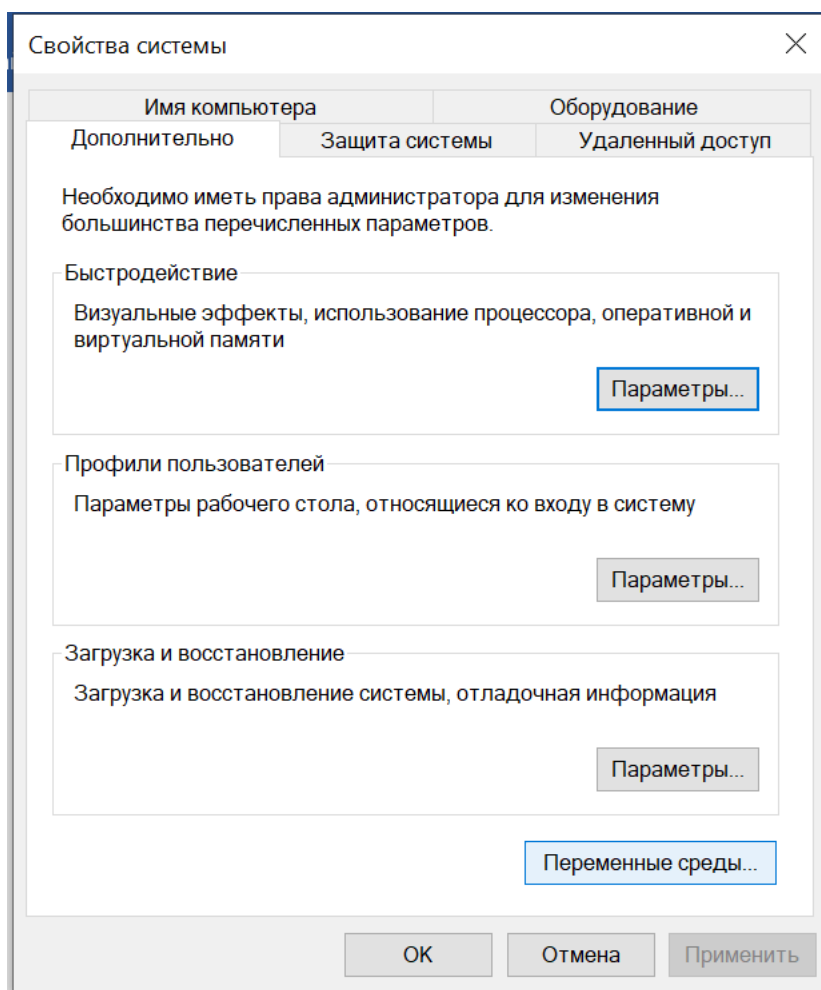 Свойства системы
Имя компьютера
Оборудование
Дополнительно
Защита системы
Удаленный доступ
Необходимо иметь права администратора для изменения
большинства перечисленных параметров.
Быстродействие
Визуальные эффекты, использование процессора, оперативной и
виртуальной памяти
Параметры...
Профили пользователей
Параметры рабочего стола, относящиеся ко входу в систему
Параметры...
Загрузка и восстановление
Загрузка и восстановление системы, отладочная информация
Параметры...
Переменные среды...
ОК
Отмена
Применить